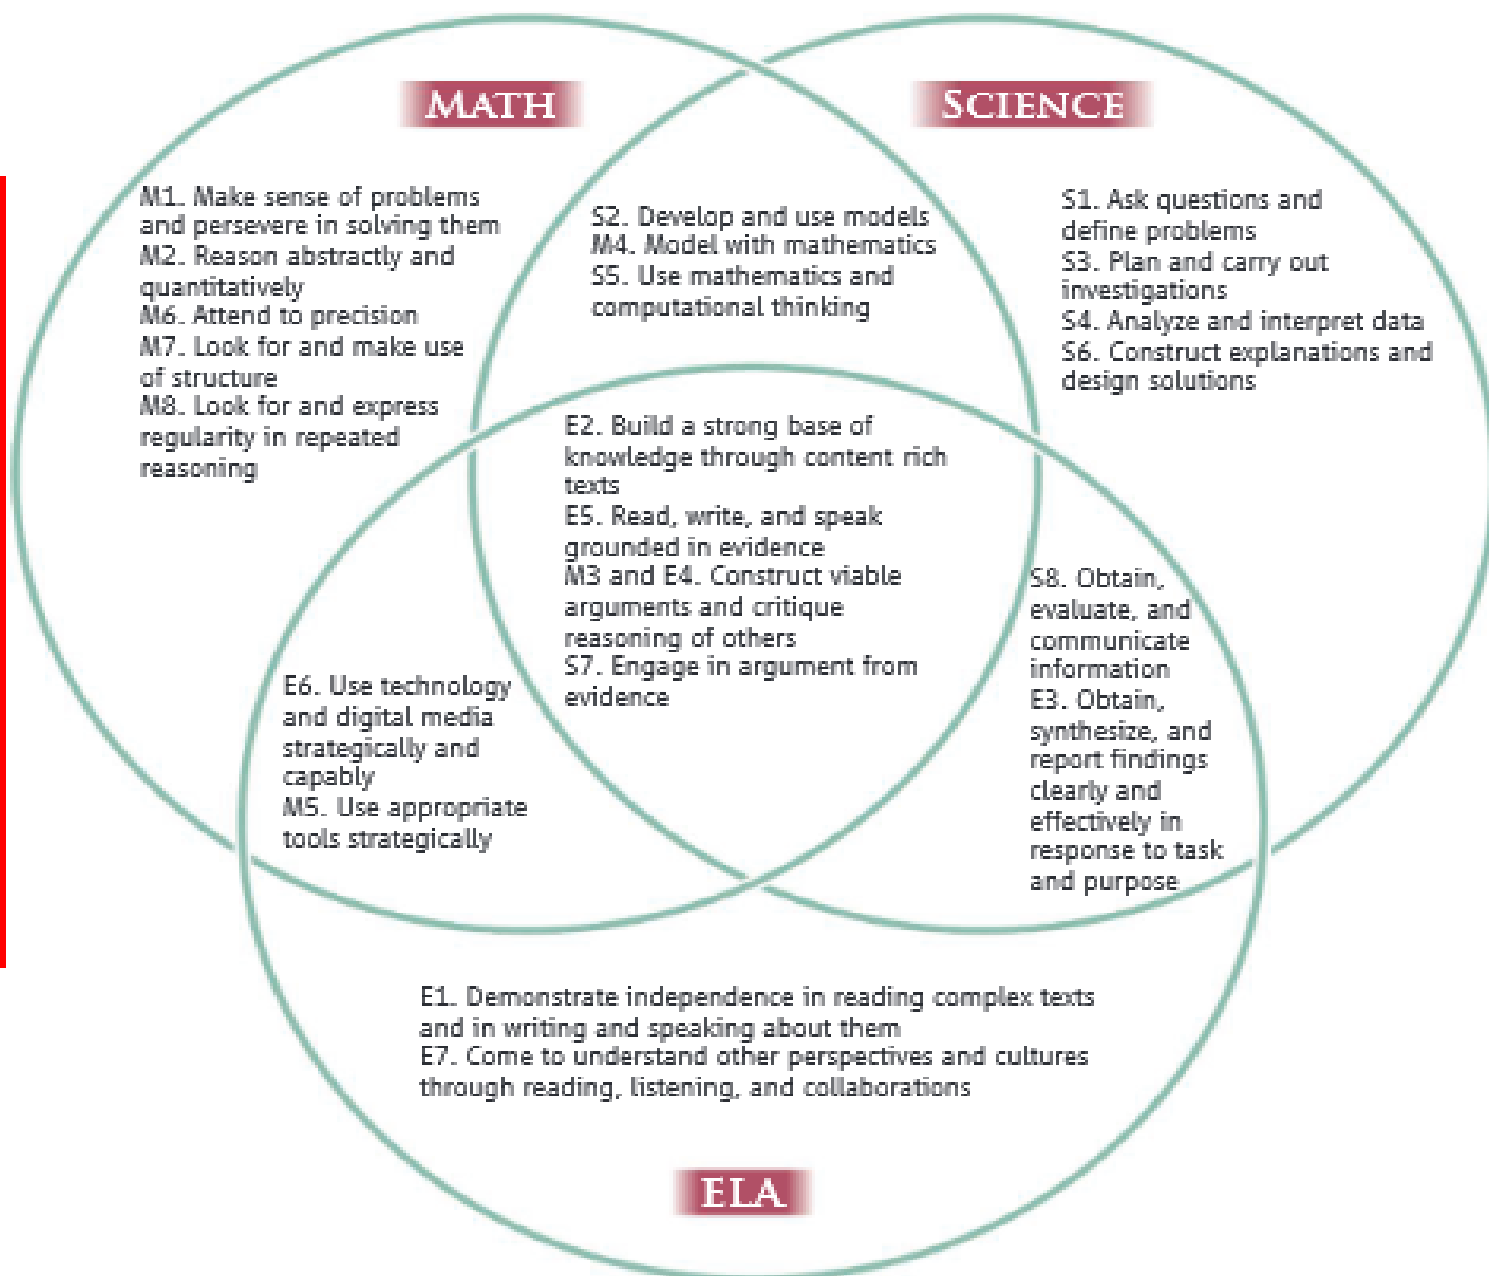 MATH
SCIENCE
M1. Make sense of problems
and persevere in solving them
M2. Reason abstractly and
quantitatively
M6. Attend to precision
M7. Look for and make use
of structure
M8. Look for and express
regularity in repeated
reasoning
S2. Develop and use models
M4. Model with mathematics
S5. Use mathematics and
computational thinking
S1. Ask questions and
define problems
S3. Plan and carry out
investigations
S4. Analyze and interpret data
S6. Construct explanations and
design solutions
E2. Build a strong base of
knowledge through content rich
texts
E5. Read, write, and speak
grounded in evidence
M3 and E4. Construct viable
arguments and critique
reasoning of others
S7. Engage in argument from
evidence
E6. Use technology
and digital media
strategically and
capably
M5. Use appropriate
tools strategically
S8. Obtain,
evaluate, and
communicate
information
E3. Obtain,
synthesize, and
report findings
clearly and
effectively in
response to task
and purpose
E1. Demonstrate independence in reading complex texts
and in writing and speaking about them
E7. Come to understand other perspectives and cultures
through reading, listening, and collaborations
ELA